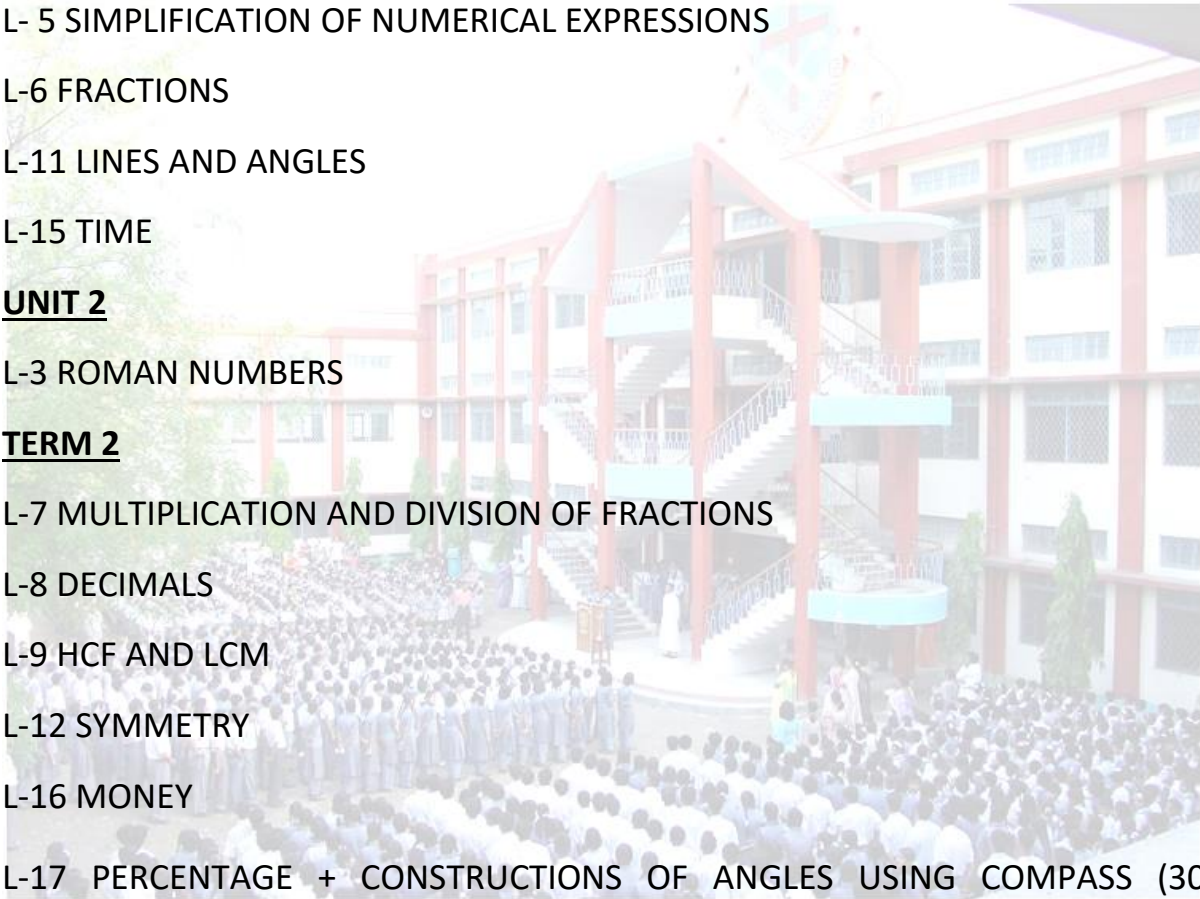 L- 5 SIMPLIFICATION OF NUMERICAL EXPRESSIONS
L-6 FRACTIONS
L-11 LINES AND ANGLES
L-15 TIME
UNIT 2
L-3 ROMAN NUMBERS
TERM 2
L-7 MULTIPLICATION AND DIVISION OF FRACTIONS
L-8 DECIMALS
L-9 HCF AND LCM
L-12 SYMMETRY
L-16 MONEY
L-17 PERCENTAGE + CONSTRUCTIONS OF ANGLES USING COMPASS (30